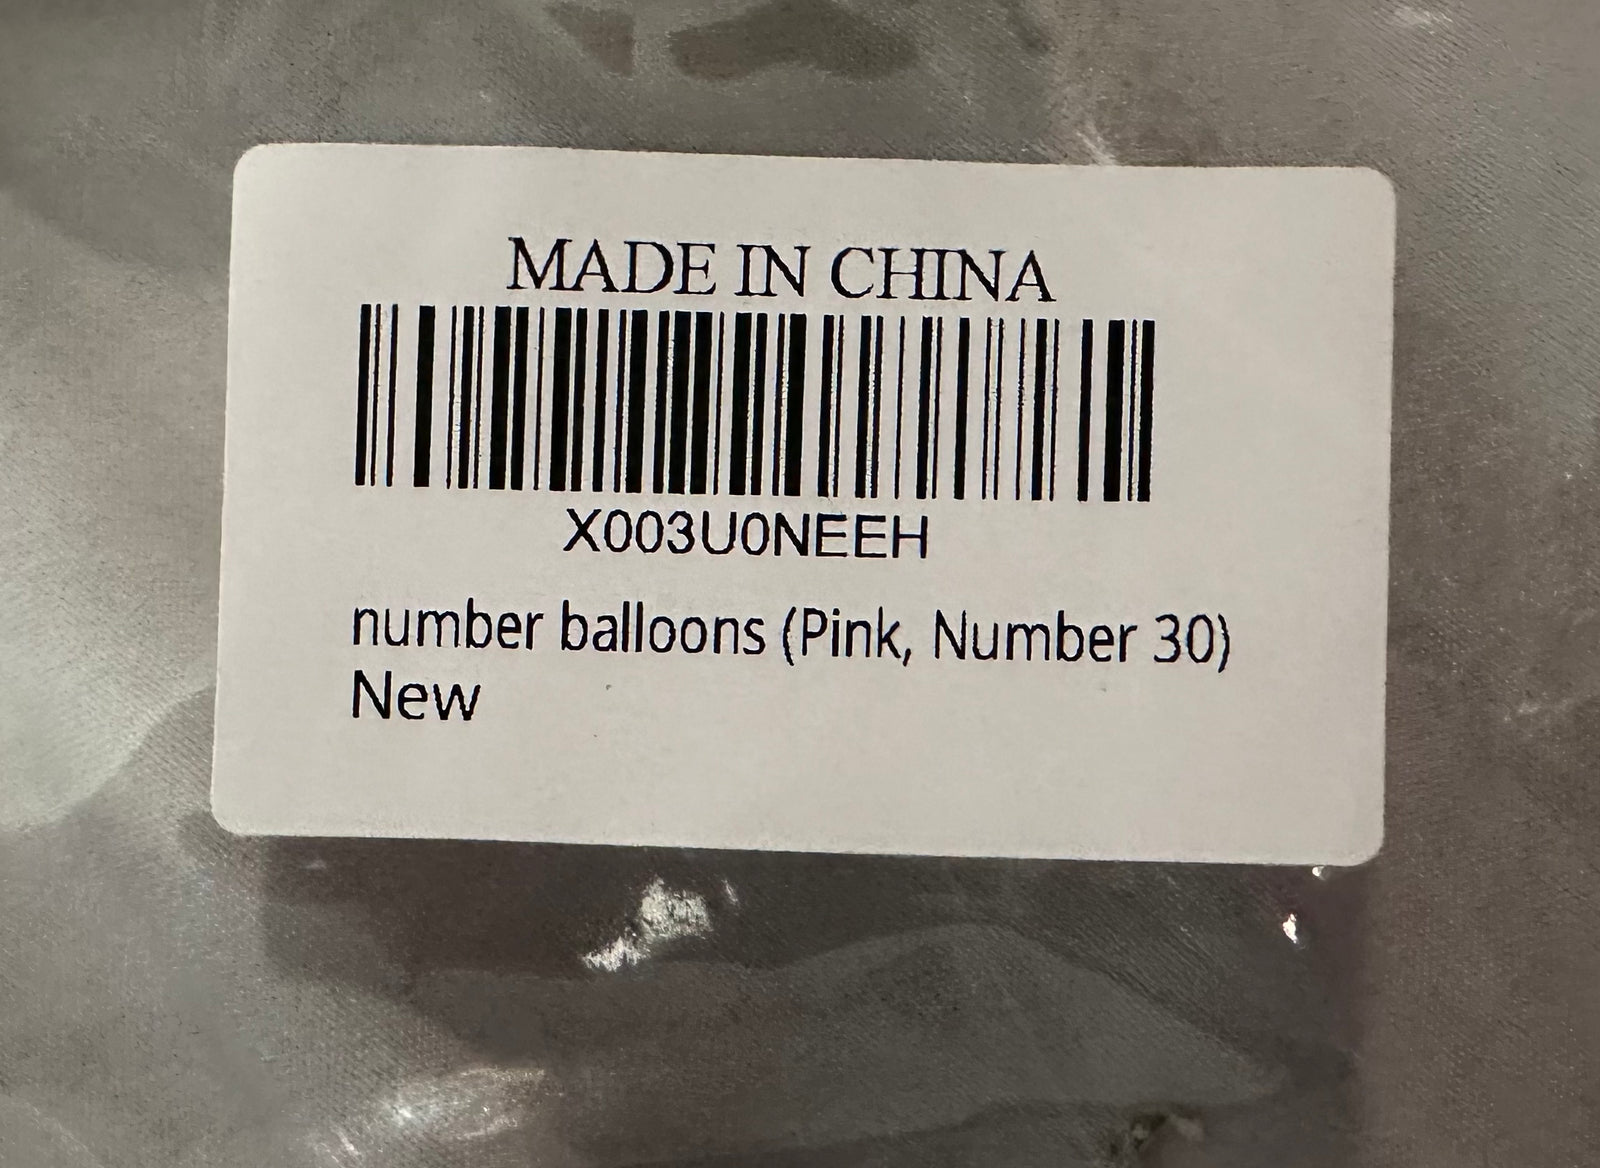 MADE IN CHINA
X003U0NEEH
number balloons (Pink, Number 30)
New